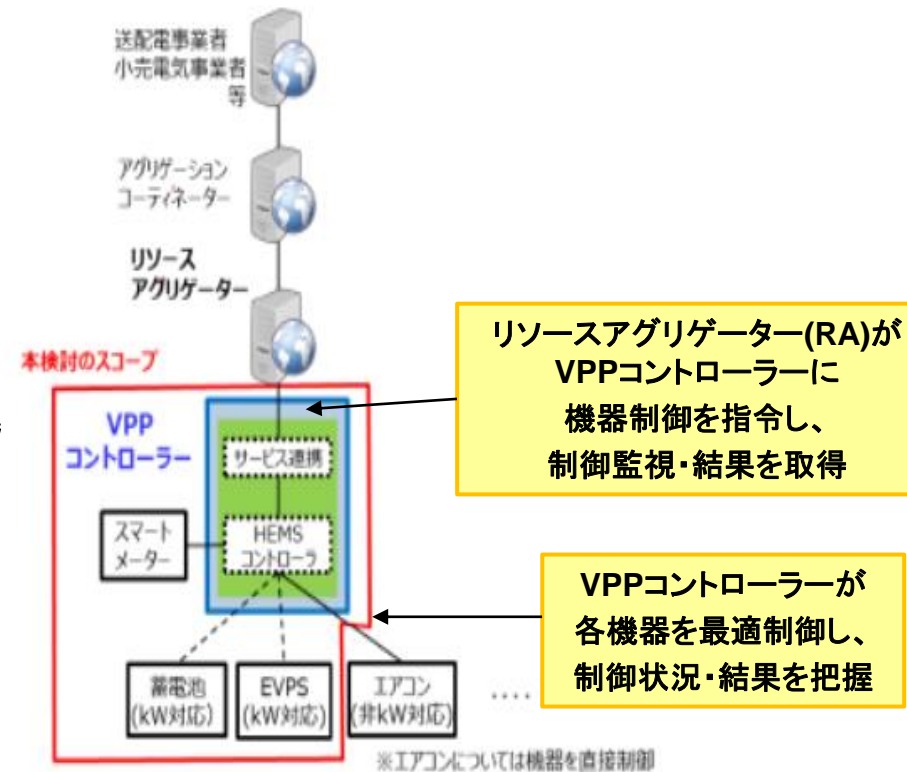 送配電事業者
小売電気事業者
等
アグリゲーション
コーディネーター
リソース
アグリゲーター
本検討のスコープ
VPP
コントローラー
サービス連携
スマート
メーター
HEMS
コントローラ
蓄電池
(kW対応)
EVPS
(kW対応)
エアコン
(非kW対応)
....
※エアコンについては機器を直接制御
リソースアグリゲーター(RA)が
VPPコントローラーに
機器制御を指令し、
制御監視・結果を取得
VPPコントローラーが
各機器を最適制御し、
制御状況・結果を把握